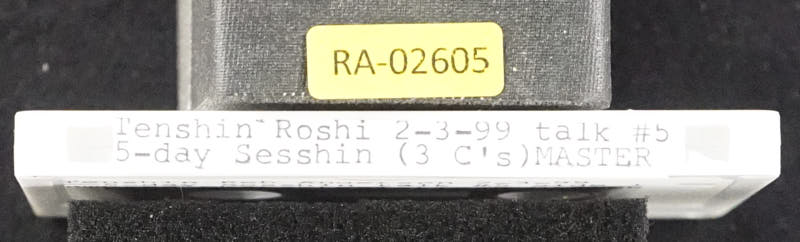 RA-02605
Tenshin Roshi 2-3-99 talk #5
5-day Sesshin (3 C's)MASTER